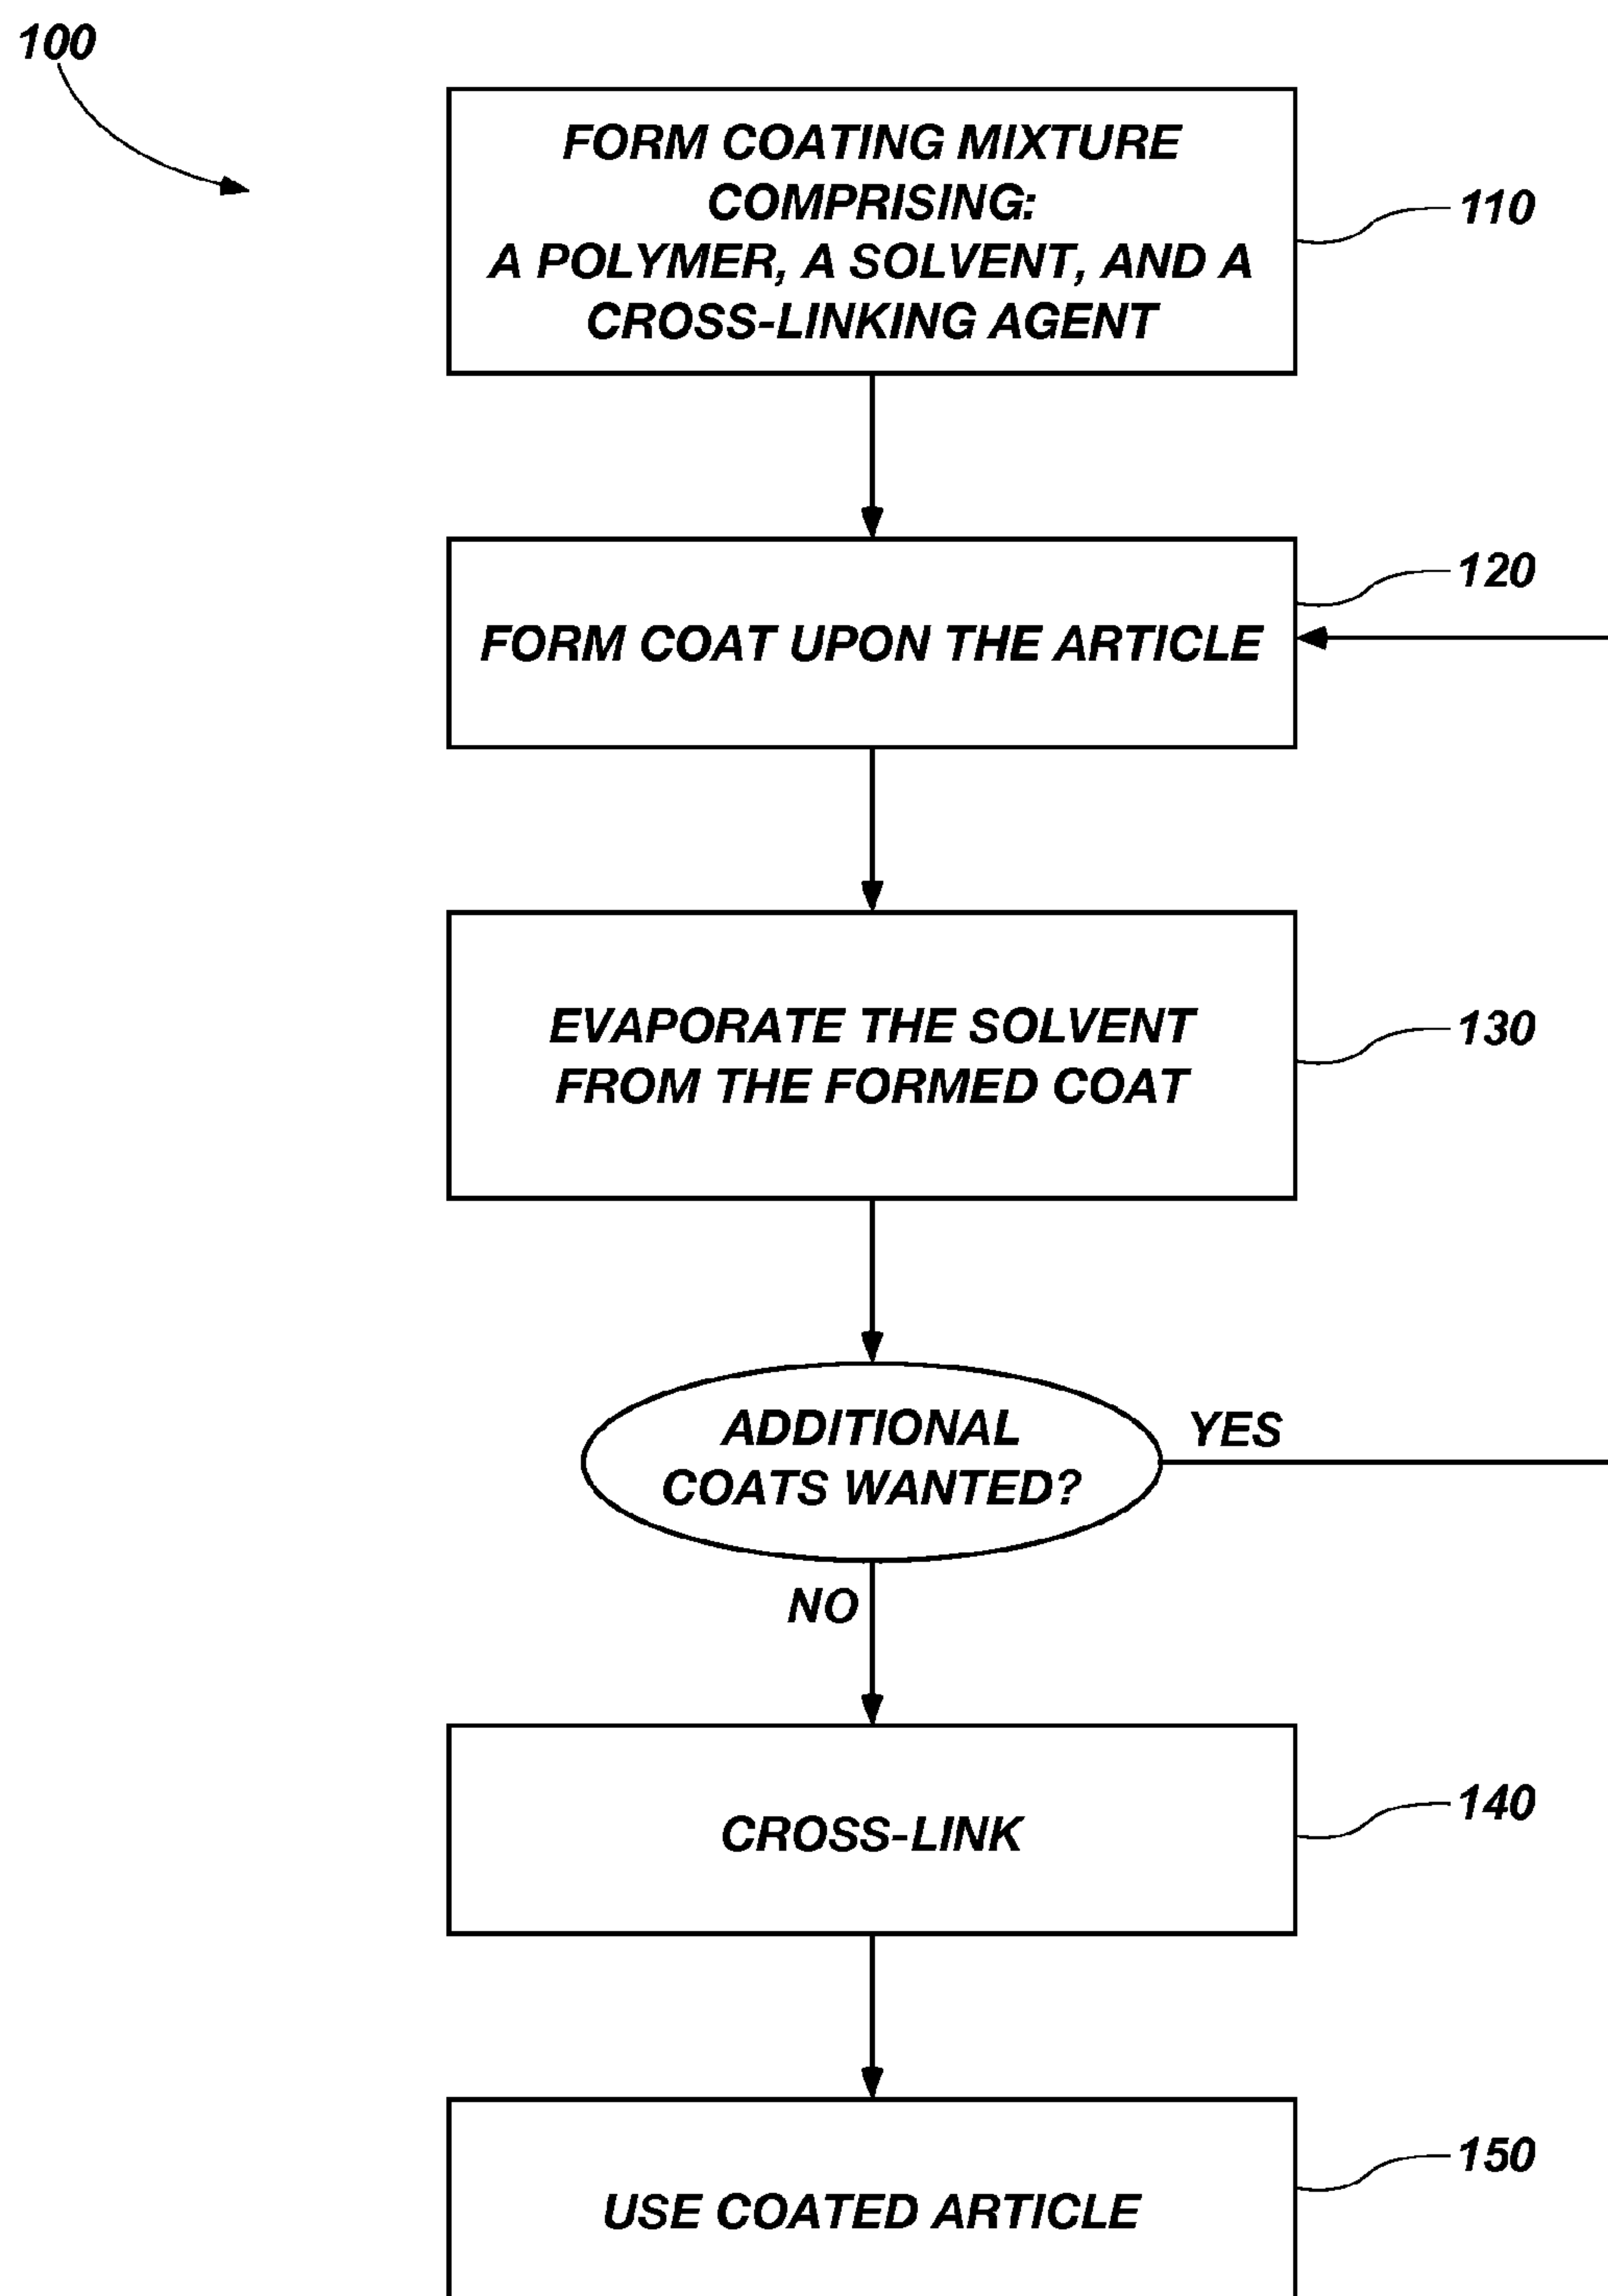 100
FORM COATING MIXTURE
COMPRISING:
A POLYMER, A SOLVENT, AND A
CROSS-LINKING AGENT
110
120
FORM COAT UPON THE ARTICLE
EVAPORATE THE SOLVENT
FROM THE FORMED COAT
130
ADDITIONAL
COATS WANTED?
YES
NO
CROSS-LINK
140
USE COATED ARTICLE
150